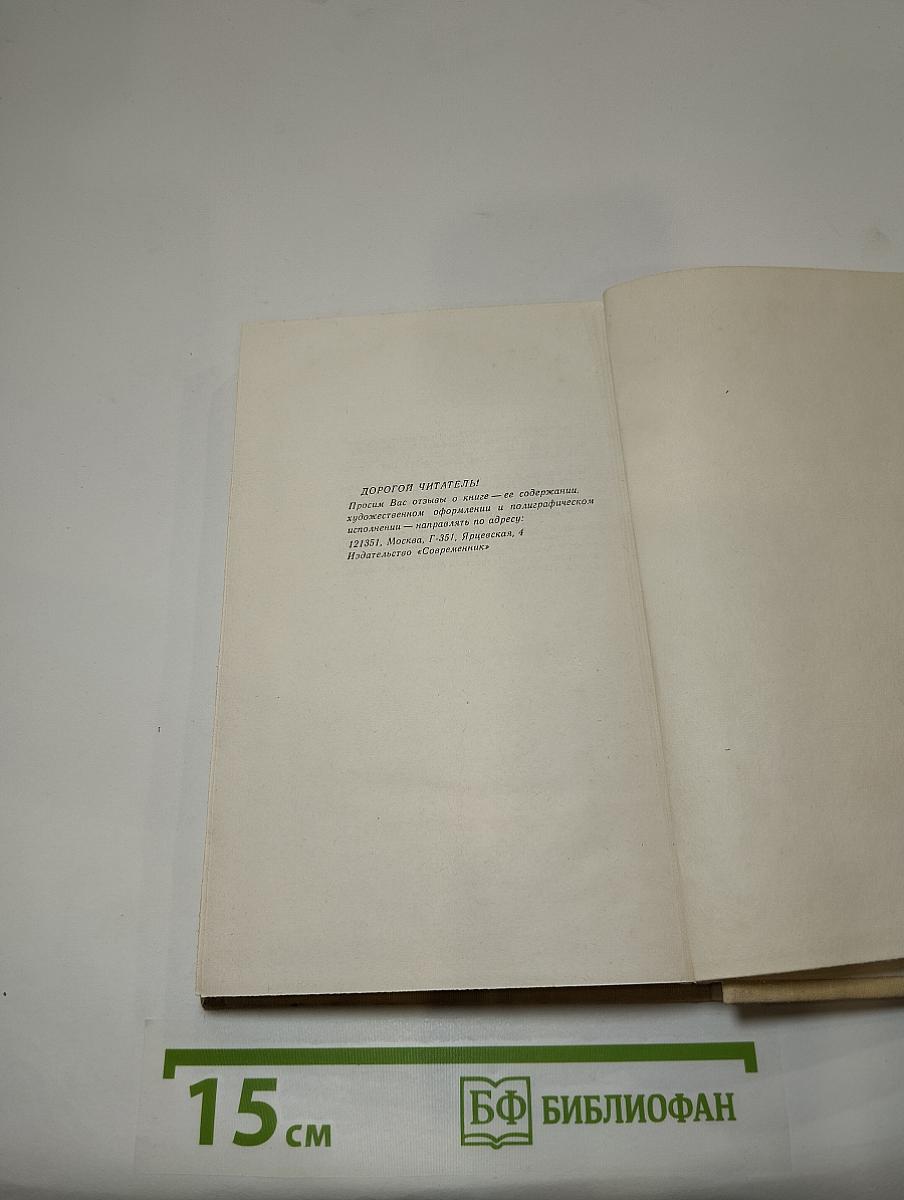 ДОРОГОЙ ЧИТАТЕЛЬ!
Просим Вас отзывы о книге — ее содержании,
художественном оформлении и полиграфическом
исполнении — направлять по адресу:
121351, Москва, Г-351, Ярцевская, 4
Издательство «Современник»
15 см
БФ БИБЛИОФАН